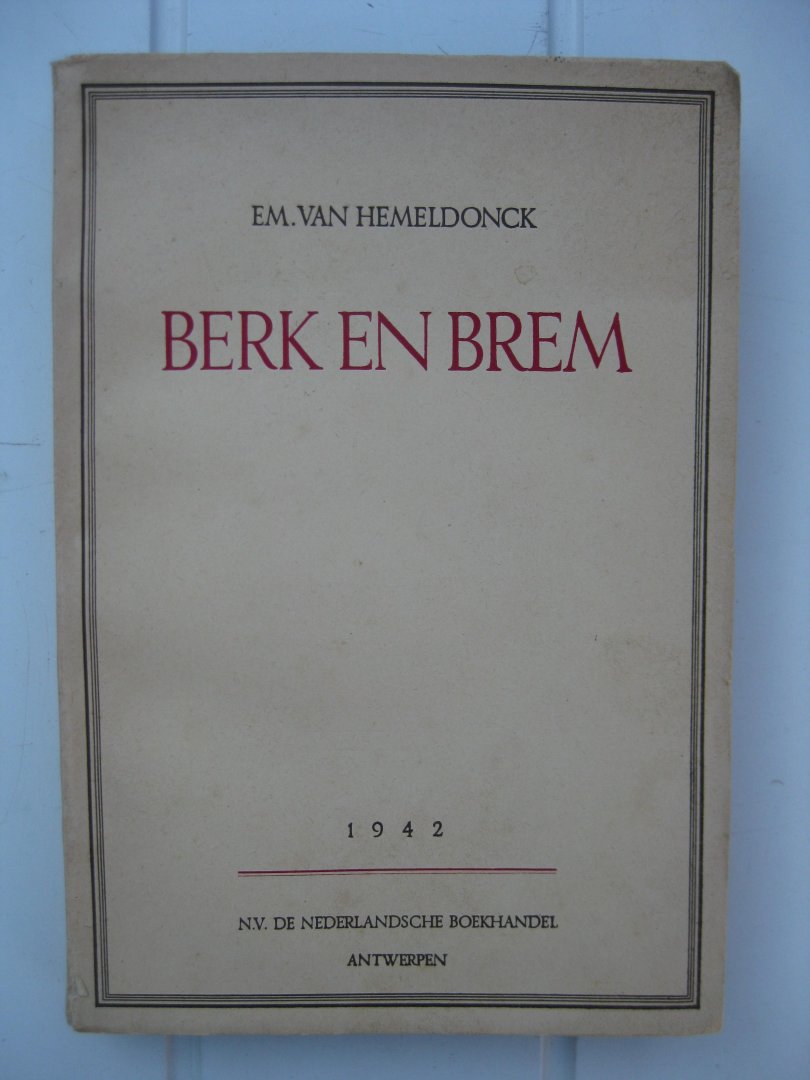 EM. VAN HEMELDONCK
BERK EN BREM
1942
N.V. DE NEDERLANDSCHE BOEKHANDEL
ANTWERPEN